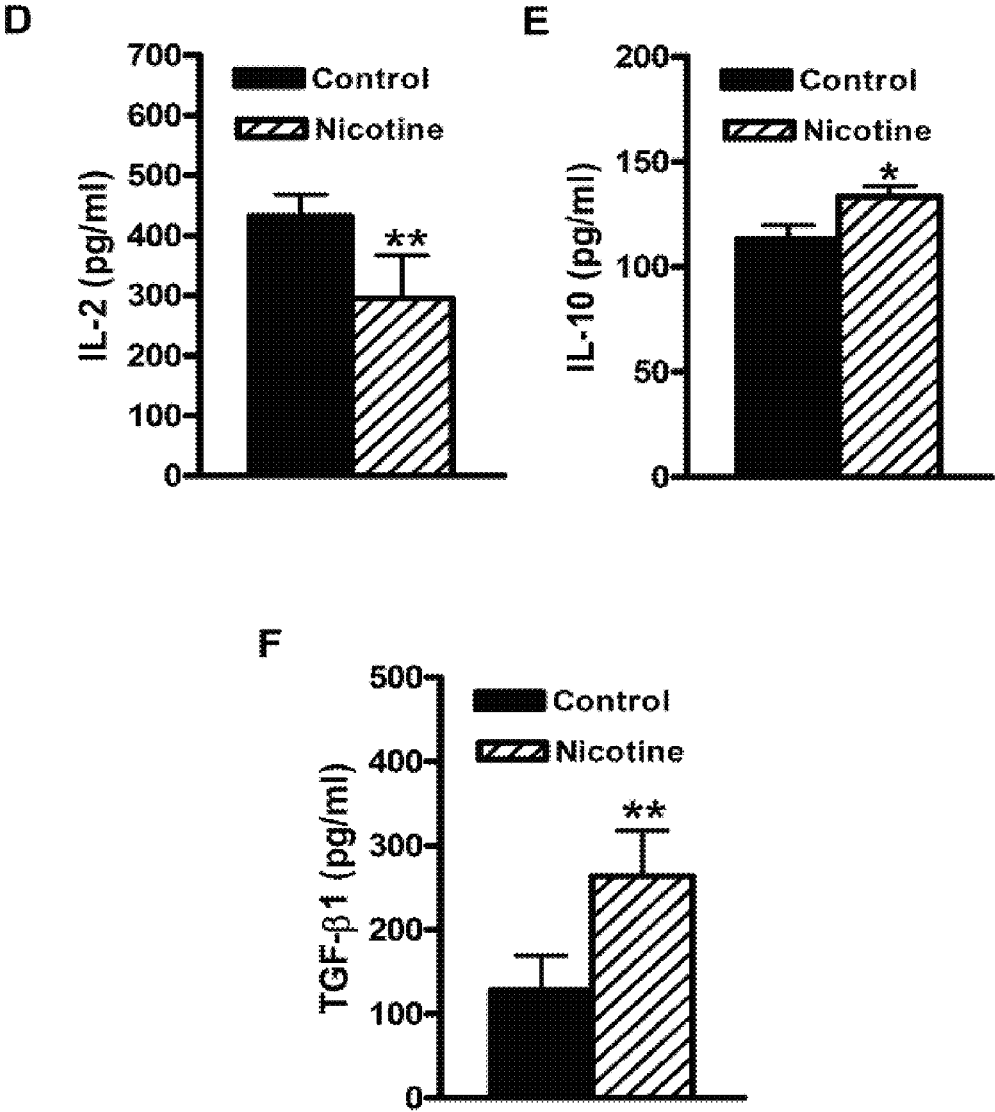 D
IL-2 (pg/ml)
700
600
500
400
300
200
100
0
Control
Nicotine
**
E
IL-10 (pg/ml)
200
150
100
50
0
Control
Nicotine
*
F
TGF-β1 (pg/ml)
500
400
300
200
100
0
Control
Nicotine
**